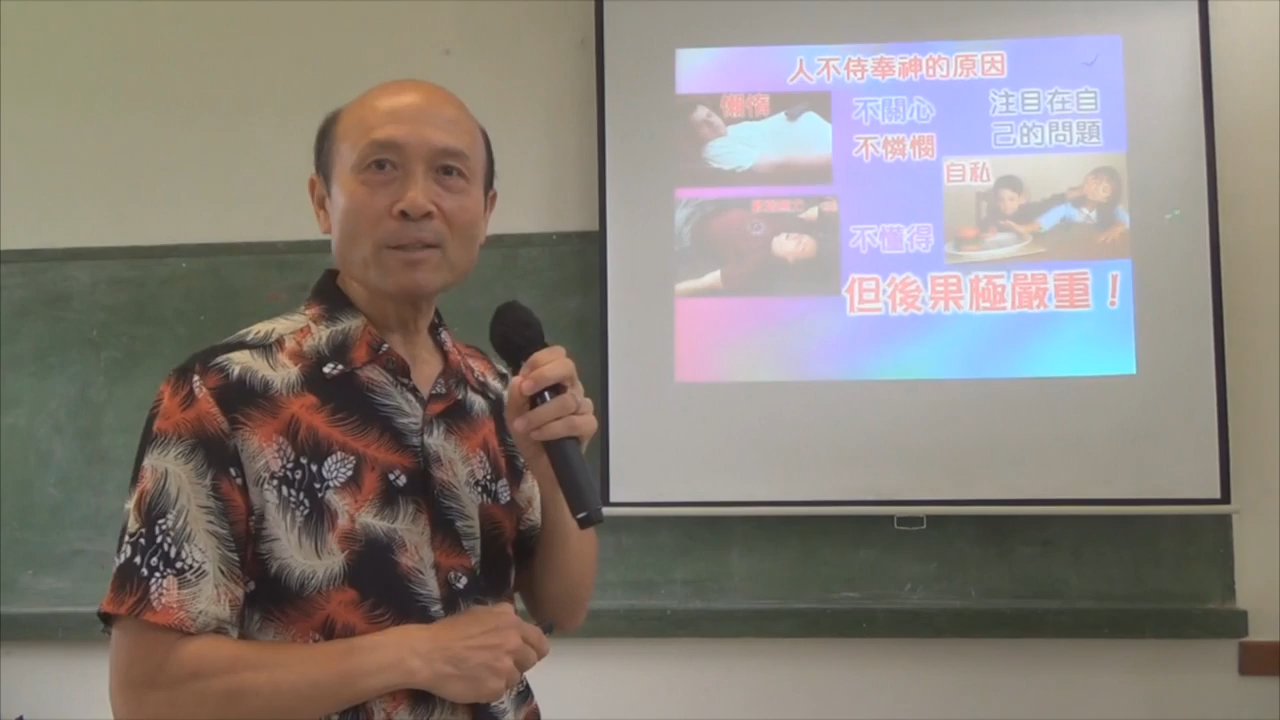 人不侍奉神的原因
懶惰
不關心
不憐憫
注目在自
己的問題
自私
不懂得
但後果極嚴重！